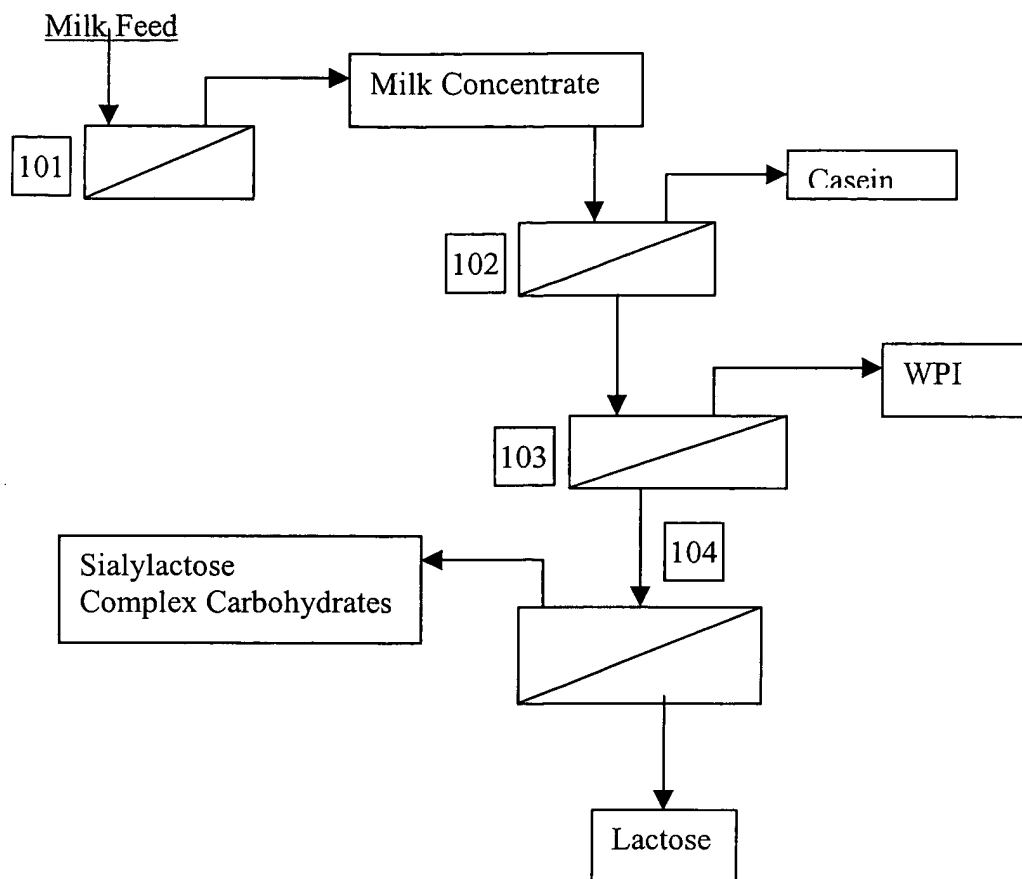 Milk Feed
Milk Concentrate
101
Casein
102
WPI
103
104
Sialylactose
Complex Carbohydrates
Lactose